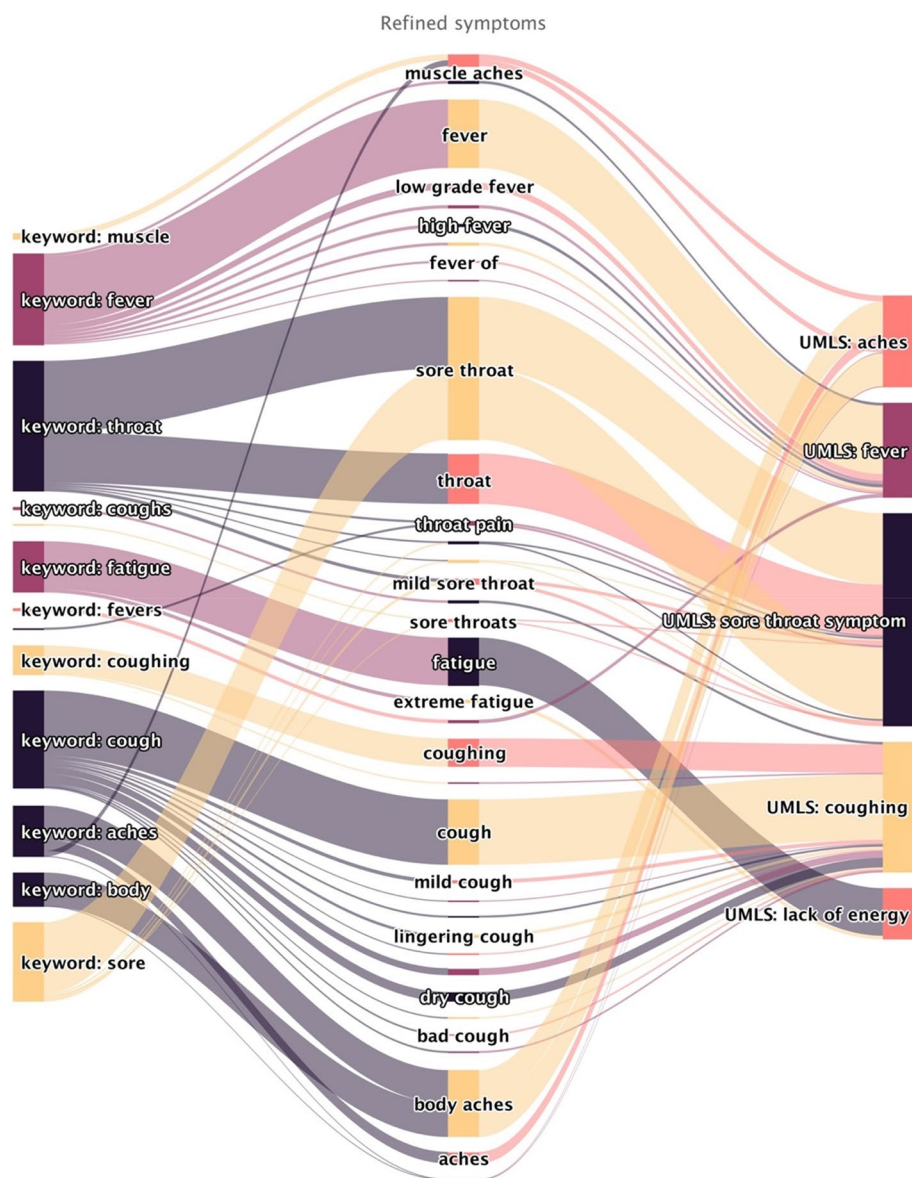 Refined symptoms
keyword: muscle
keyword: fever
keyword: throat
keyword: coughs
keyword: fatigue
keyword: fevers
keyword: coughing
keyword: cough
keyword: aches
keyword: body
keyword: sore
muscle aches
fever
low grade fever
high fever
fever of
sore throat
throat
throat pain
mild sore throat
sore throats
fatigue
extreme fatigue
coughing
cough
mild cough
lingering cough
dry cough
bad cough
body aches
aches
UMLS: aches
UMLS: fever
UMLS: sore throat symptom
UMLS: coughing
UMLS: lack of energy